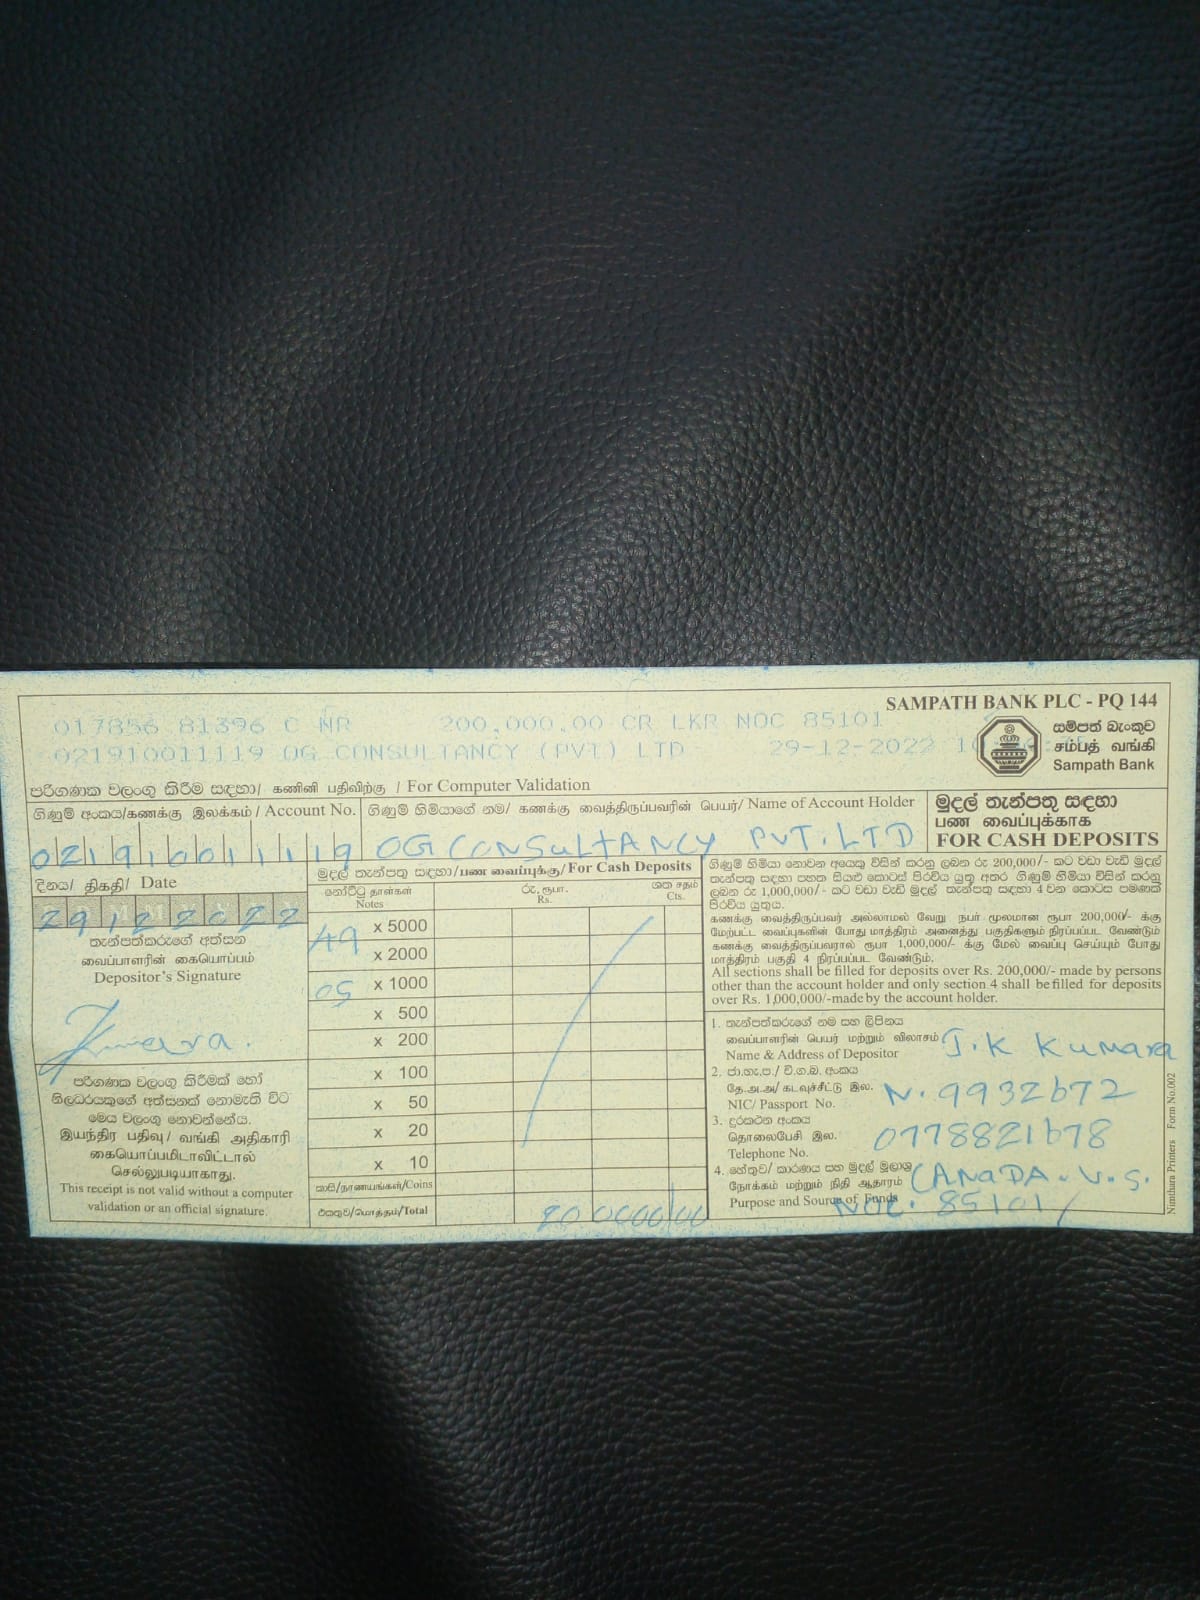 SAMPATH BANK PLC - PQ 144
017856 81396 C NR 200,000.00 CR LKR NOC 85101
021910011119 OG CONSULTANCY (PVT) LTD 29-12-2022
සම්පත් බැංකුව
சம்பத் வங்கி
Sampath Bank
පරිගණක වලංගු කිරීම සඳහා/ கணினி பதிவிற்கு / For Computer Validation
ගිණුම් අංකය/கணக்கு இலக்கம் / Account No.
021910011119
ගිණුම් හිමියාගේ නම/ கணக்கு வைத்திருப்பவரின் பெயர்/ Name of Account Holder
OG CONSULTANCY PVT.LTD
මුදල් තැන්පතු සඳහා
பண வைப்புக்காக
FOR CASH DEPOSITS
දිනය/ திகதி/ Date
29122022
තැන්පත්කරුගේ අත්සන
வைப்பாளரின் கையொப்பம்
Depositor's Signature
Kumara.
පරිගණක වලංගු කිරීමක් හෝ
නිලධරයකුගේ අත්සනක් නොමැති විට
මෙය වලංගු නොවන්නේය.
இயந்திர பதிவு/ வங்கி அதிகாரி
கையொப்பமிடாவிட்டால்
செல்லுபடியாகாது.
This receipt is not valid without a computer
validation or an official signature.
මුදල් තැන්පතු සඳහා/பண வைப்பு/For Cash Deposits
නෝට්ටු தாள்கள்
Notes
රු. ரூபா.
Rs.
ශත சதம்
Cts.
x 5000
x 2000
05 x 1000
x 500
x 200
x 100
x 50
x 20
x 10
කාසි/நாணயங்கள்/Coins
එකතුව/மொத்தம்/Total
ගිණුම් හිමියා නොවන අයෙකු විසින් කරනු ලබන රු 200,000/- කට වඩා වැඩි මුදල්
තැන්පතු සඳහා පහත සියළු කොටස් පිරවිය යුතු අතර ගිණුම් හිමියා විසින් කරනු
ලබන රු 1,000,000/- කට වඩා වැඩි මුදල් තැන්පතු සඳහා 4 වන කොටස පමණක්
පිරවිය යුතුය.
கணக்கு வைத்திருப்பவர் அல்லாமல் வேறு நபர் மூலமான ரூபா 200,000/- க்கு
மேற்பட்ட வைப்புகளின் போது மாத்திரம் அனைத்து பகுதிகளும் நிரப்பப்பட வேண்டும்
கணக்கு வைத்திருப்பவரால் ரூபா 1,000,000/- க்கு மேல் வைப்பு செய்யும் போது
மாத்திரம் பகுதி 4 நிரப்பப்பட வேண்டும்.
All sections shall be filled for deposits over Rs. 200,000/- made by persons
other than the account holder and only section 4 shall be filled for deposits
over Rs. 1,000,000/-made by the account holder.
1. තැන්පත්කරුගේ නම සහ ලිපිනය
வைப்பாளரின் பெயர் மற்றும் விலாசம்
Name & Address of Depositor
J.K Kumara
2. ජා.හැ.ප./ වි.ග.බ. අංකය
தே.அ.அ/ கடவுச்சீட்டு இல.
NIC/ Passport No.
N. 9932b72
3. දුරකථන අංකය
தொலைபேசி இல.
Telephone No.
0778821678
4. හේතුව/ කාරණය සහ මුදල් මූලාශ්‍ර
நோக்கம் மற்றும் நிதி ஆதாரம்
Purpose and Source of Funds
CANADA. V.S.
NOC. 85101/
Nimthara Printers Form No.002